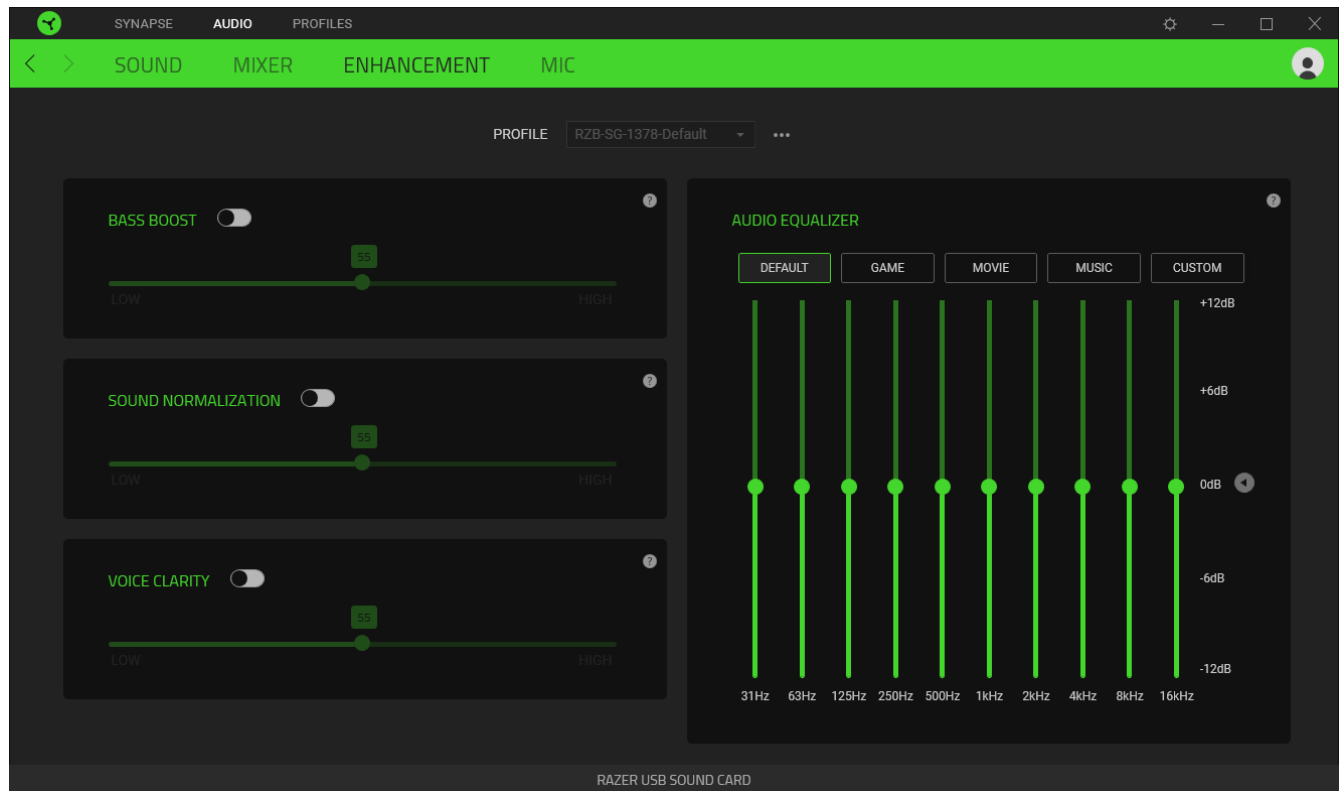 SYNAPSE AUDIO PROFILES
SOUND MIXER ENHANCEMENT MIC
PROFILE RZB-SG-1378-Default
BASS BOOST
55
LOW HIGH
SOUND NORMALIZATION
55
LOW HIGH
VOICE CLARITY
55
LOW HIGH
AUDIO EQUALIZER
DEFAULT GAME MOVIE MUSIC CUSTOM
+12dB
+6dB
0dB
-6dB
-12dB
31Hz 63Hz 125Hz 250Hz 500Hz 1kHz 2kHz 4kHz 8kHz 16kHz
RAZER USB SOUND CARD